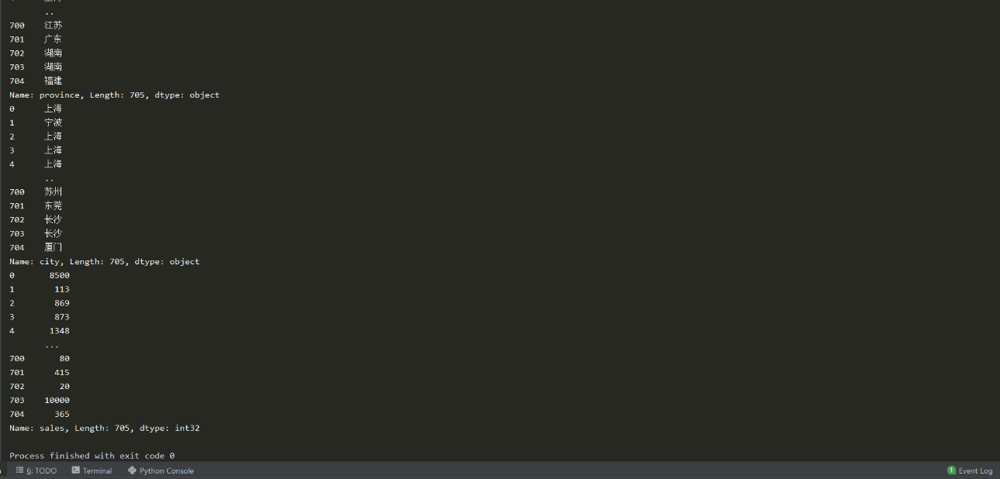 ..
700    江苏
701    广东
702    湖南
703    湖南
704    福建
Name: province, Length: 705, dtype: object
0      上海
1      宁波
2      上海
3      上海
4      上海
..
700    苏州
701    东莞
702    长沙
703    长沙
704    厦门
Name: city, Length: 705, dtype: object
0       8500
1        113
2        869
3        873
4       1348
...
700       80
701      415
702       20
703    10000
704      365
Name: sales, Length: 705, dtype: int32
Process finished with exit code 0
6: TODO    Terminal    Python Console    1 Event Log